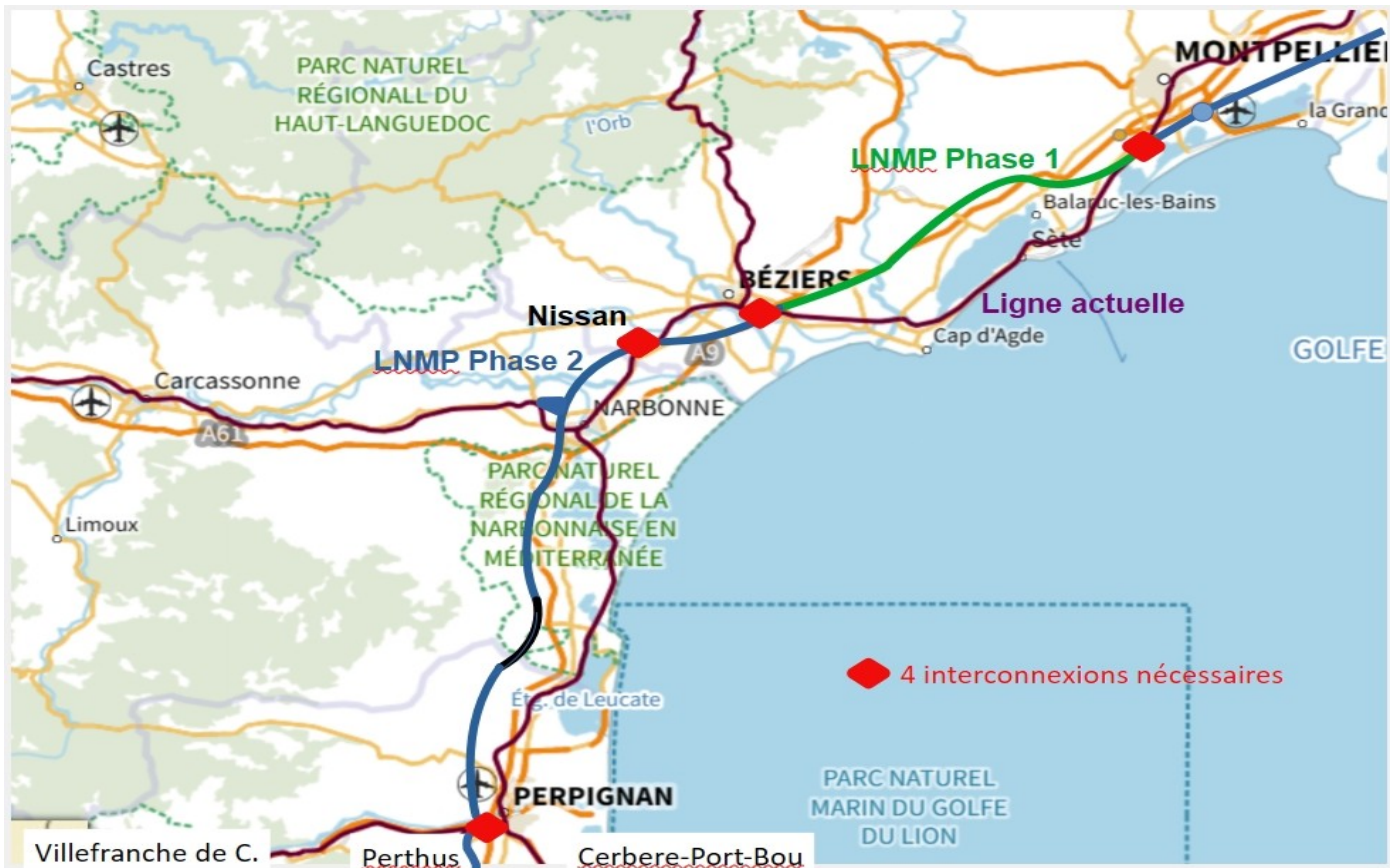 MONTPELLIE
Castres
PARC NATUREL
RÉGIONALL DU
HAUT-LANGUEDOC
l'Orb
la Grand
LNMP Phase 1
Balaruc-les-Bains
Sète
BÉZIERS
Ligne actuelle
Nissan
Cap d'Agde
A9
GOLFE
LNMP Phase 2
Carcassonne
NARBONNE
A61
PARC NATUREL
RÉGIONAL DE LA
NARBONNAISE EN
MÉDITERRANÉE
Limoux
4 interconnexions nécessaires
Étg. de Leucate
PERPIGNAN
PARC NATUREL
MARIN DU GOLFE
DU LION
Villefranche de C.
Perthus
Cerbere-Port-Bou